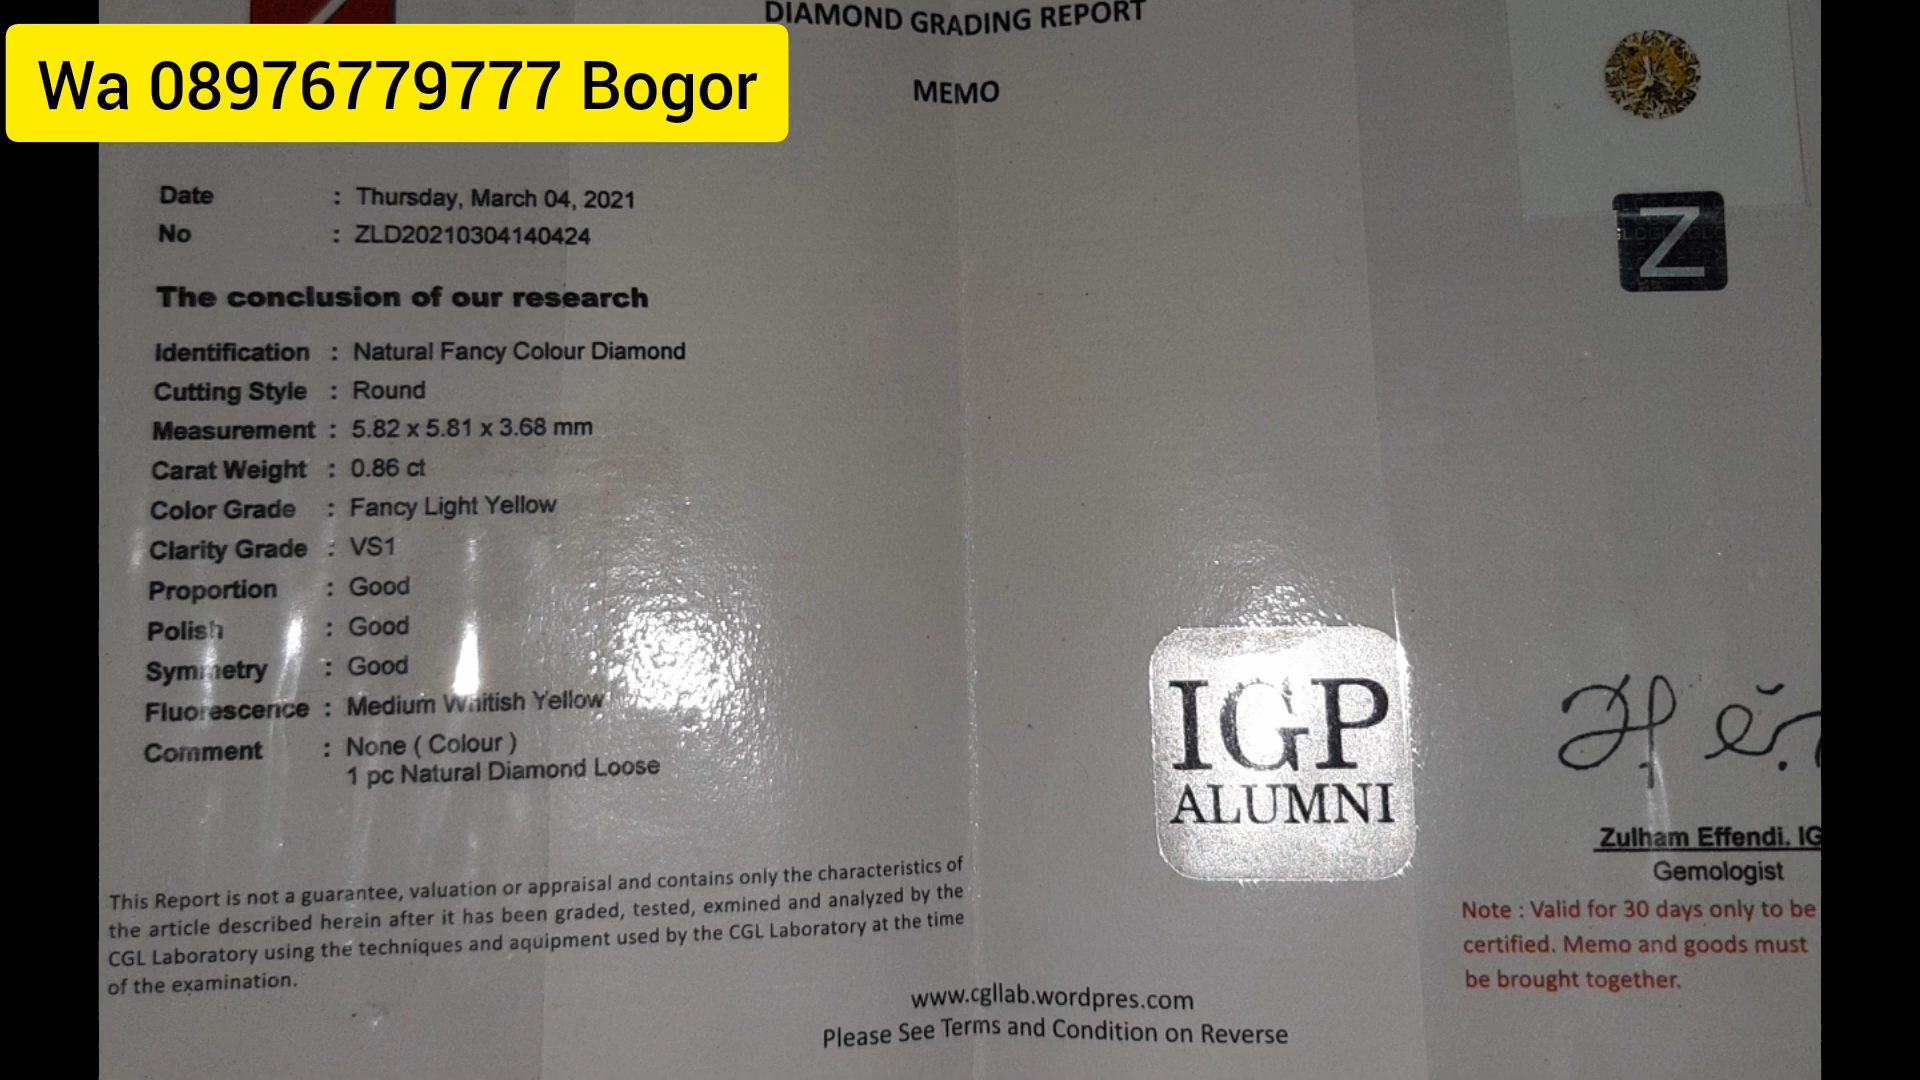 DIAMOND GRADING REPORT
Wa 08976779777 Bogor
MEMO
Date : Thursday, March 04, 2021
No : ZLD20210304140424
Z
The conclusion of our research
Identification : Natural Fancy Colour Diamond
Cutting Style : Round
Measurement : 5.82 x 5.81 x 3.68 mm
Carat Weight : 0.86 ct
Color Grade : Fancy Light Yellow
Clarity Grade : VS1
Proportion : Good
Polish : Good
Symmetry : Good
Fluorescence : Medium Whitish Yellow
Comment : None ( Colour )
1 pc Natural Diamond Loose
IGP
ALUMNI
Zulham Effendi. IG
Gemologist
Note : Valid for 30 days only to be
certified. Memo and goods must
be brought together.
This Report is not a guarantee, valuation or appraisal and contains only the characteristics of
the article described herein after it has been graded, tested, exmined and analyzed by the
CGL Laboratory using the techniques and aquipment used by the CGL Laboratory at the time
of the examination.
www.cgllab.wordpres.com
Please See Terms and Condition on Reverse